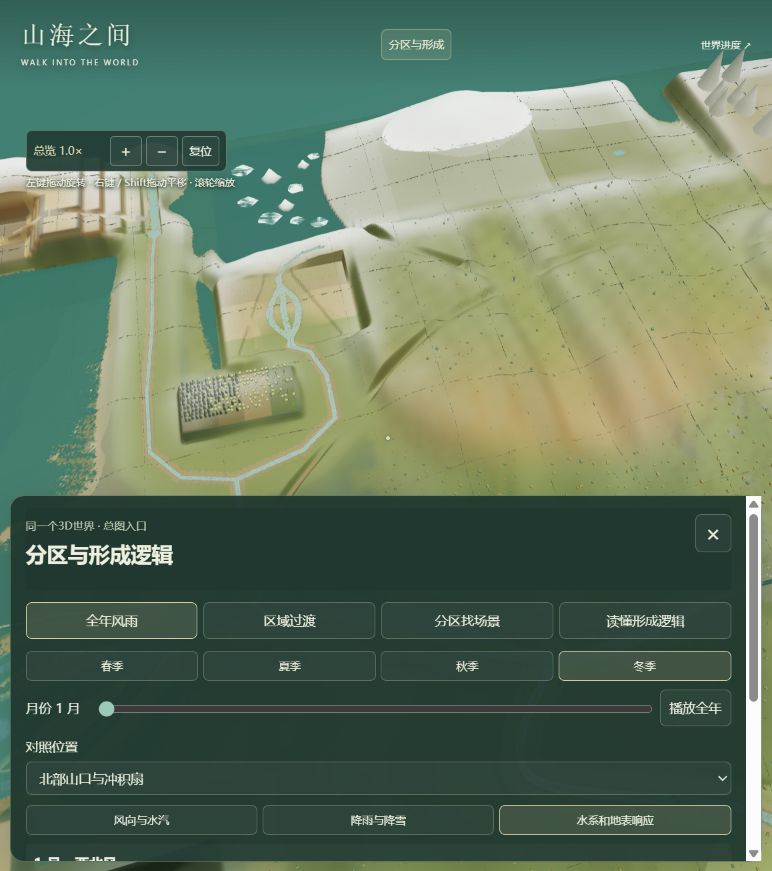 山海之间
WALK INTO THE WORLD
分区与形成
世界进度 ↗
总览 1.0×
+
−
复位
左键拖动旋转 · 右键 / Shift拖动平移 · 滚轮缩放
同一个3D世界 · 总图入口
分区与形成逻辑
×
全年风雨
区域过渡
分区找场景
读懂形成逻辑
春季
夏季
秋季
冬季
月份 1 月
播放全年
对照位置
北部山口与冲积扇
风向与水汽
降雨与降雪
水系和地表响应